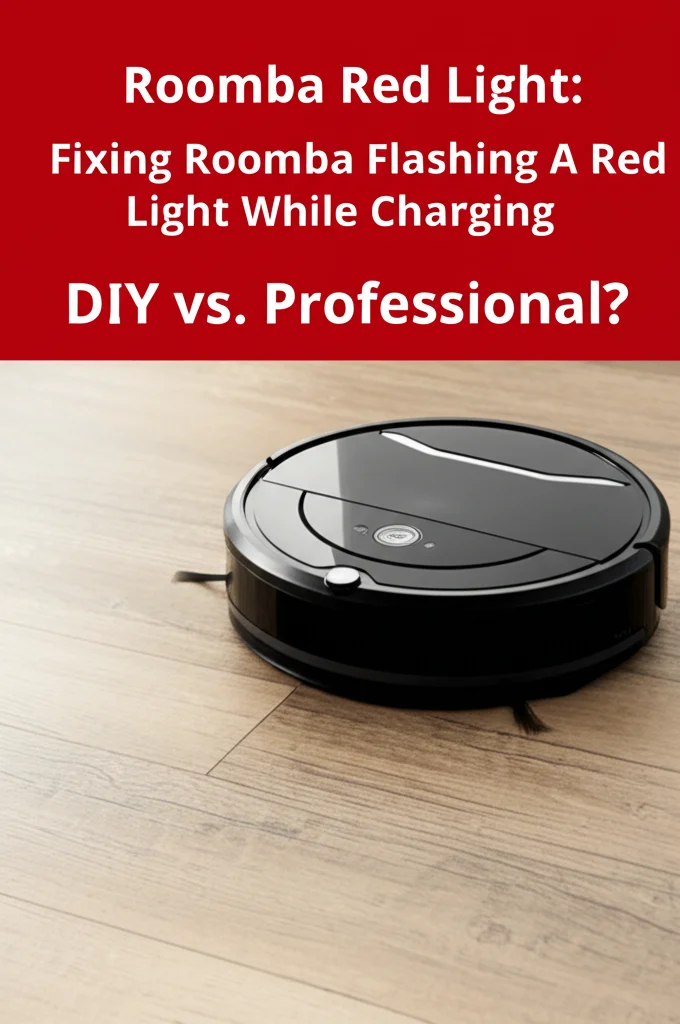 Roomba Red Light:
Fixing Roomba Flashing A Red
Light While Charging
DIY vs. Professional?